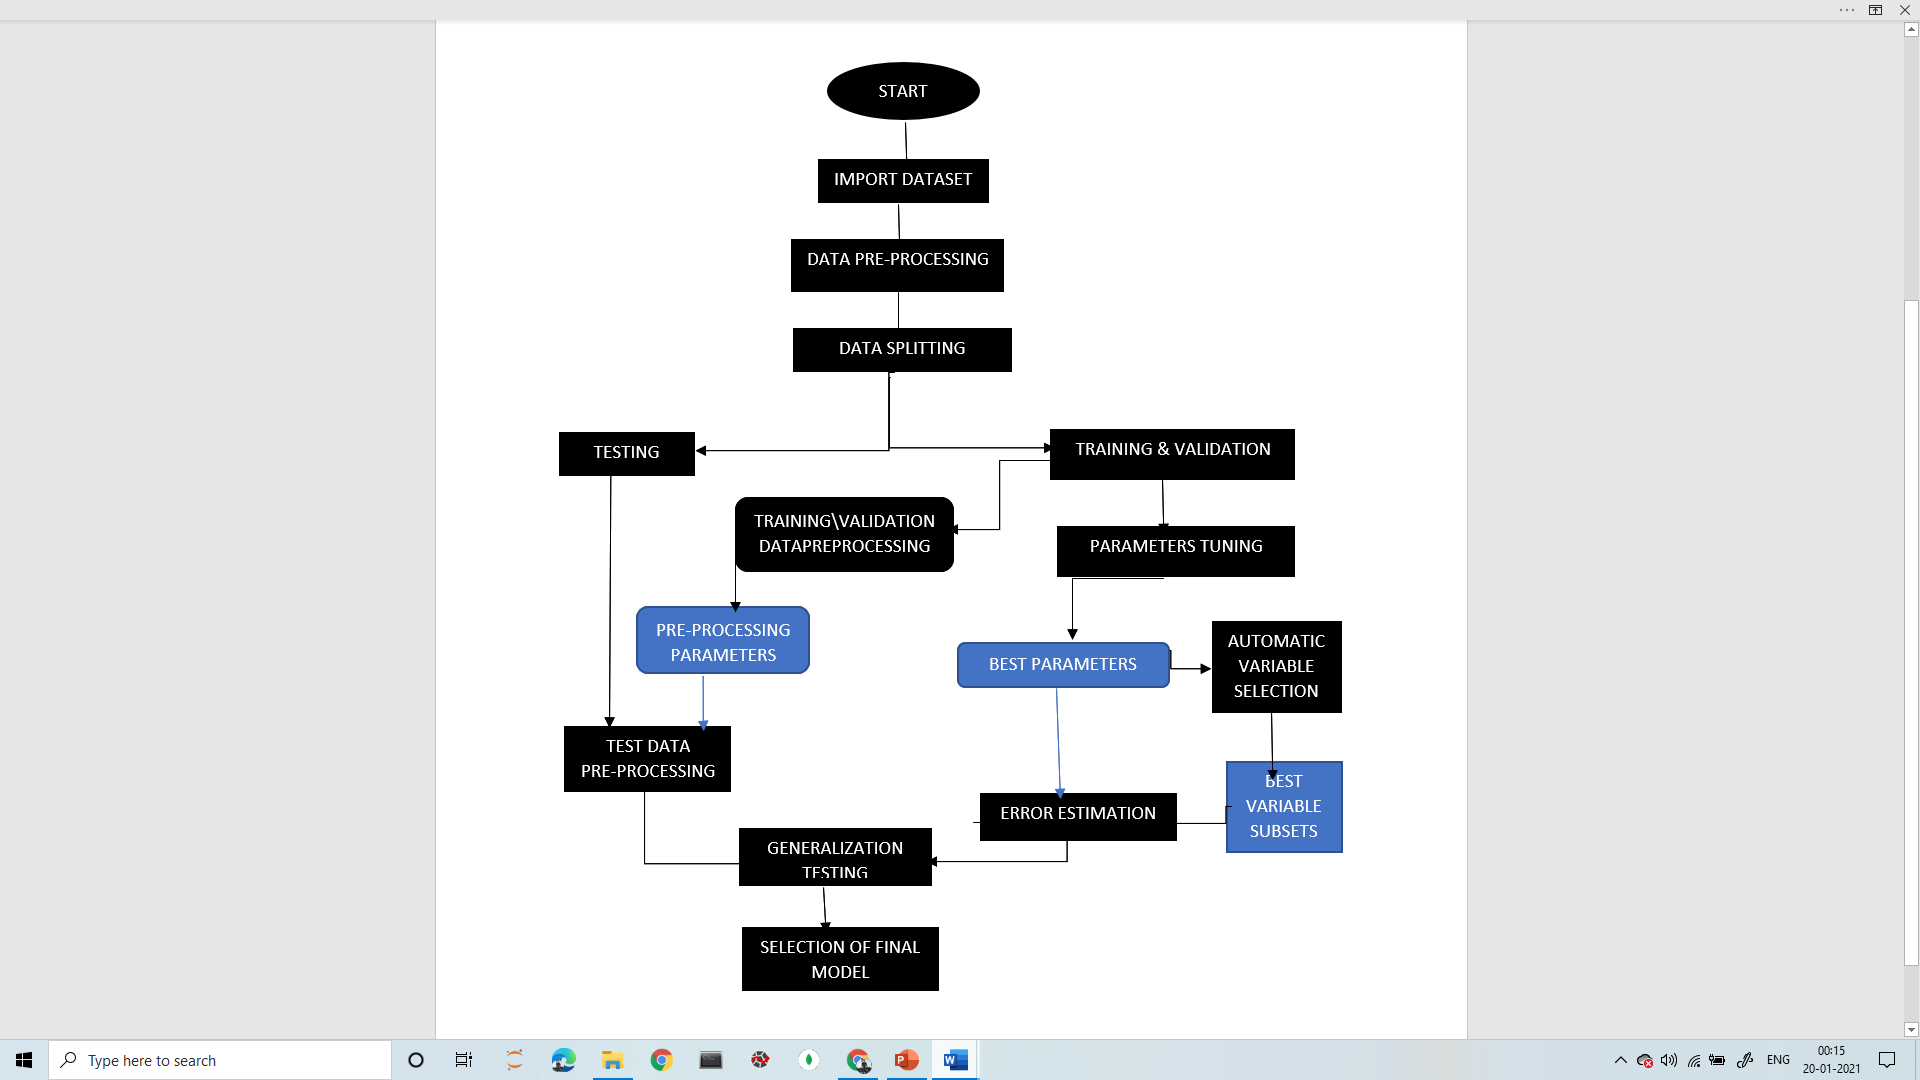 START
IMPORT DATASET
DATA PRE-PROCESSING
DATA SPLITTING
TESTING
TRAINING & VALIDATION
TRAINING\VALIDATION
DATAPREPROCESSING
PARAMETERS TUNING
PRE-PROCESSING
PARAMETERS
BEST PARAMETERS
AUTOMATIC
VARIABLE
SELECTION
TEST DATA
PRE-PROCESSING
BEST
VARIABLE
SUBSETS
ERROR ESTIMATION
GENERALIZATION
TESTING
SELECTION OF FINAL
MODEL
Type here to search
ENG
00:15
20-01-2021